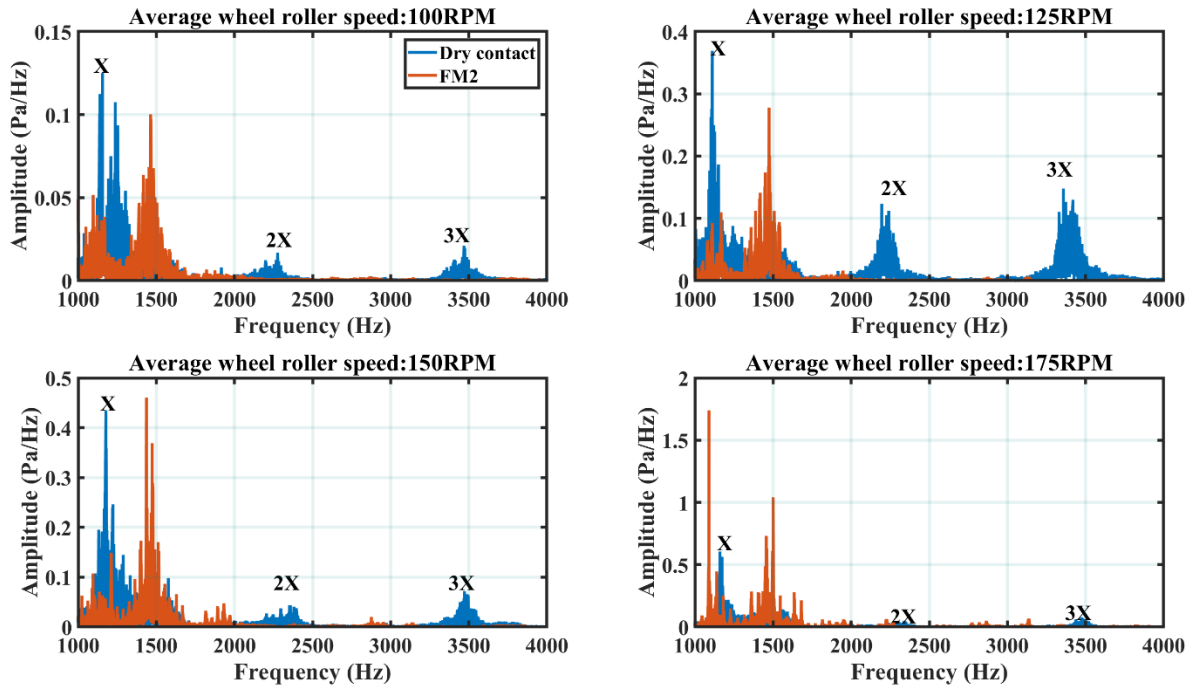 Average wheel roller speed:100RPM
Amplitude (Pa/Hz)
0.15
0.1
0.05
0
X
2X
3X
Dry contact
FM2
1000 1500 2000 2500 3000 3500 4000
Frequency (Hz)
Average wheel roller speed:125RPM
Amplitude (Pa/Hz)
0.4
0.3
0.2
0.1
0
X
2X
3X
1000 1500 2000 2500 3000 3500 4000
Frequency (Hz)
Average wheel roller speed:150RPM
Amplitude (Pa/Hz)
0.5
0.4
0.3
0.2
0.1
0
X
2X
3X
1000 1500 2000 2500 3000 3500 4000
Frequency (Hz)
Average wheel roller speed:175RPM
Amplitude (Pa/Hz)
2
1.5
1
0.5
0
X
2X
3X
1000 1500 2000 2500 3000 3500 4000
Frequency (Hz)